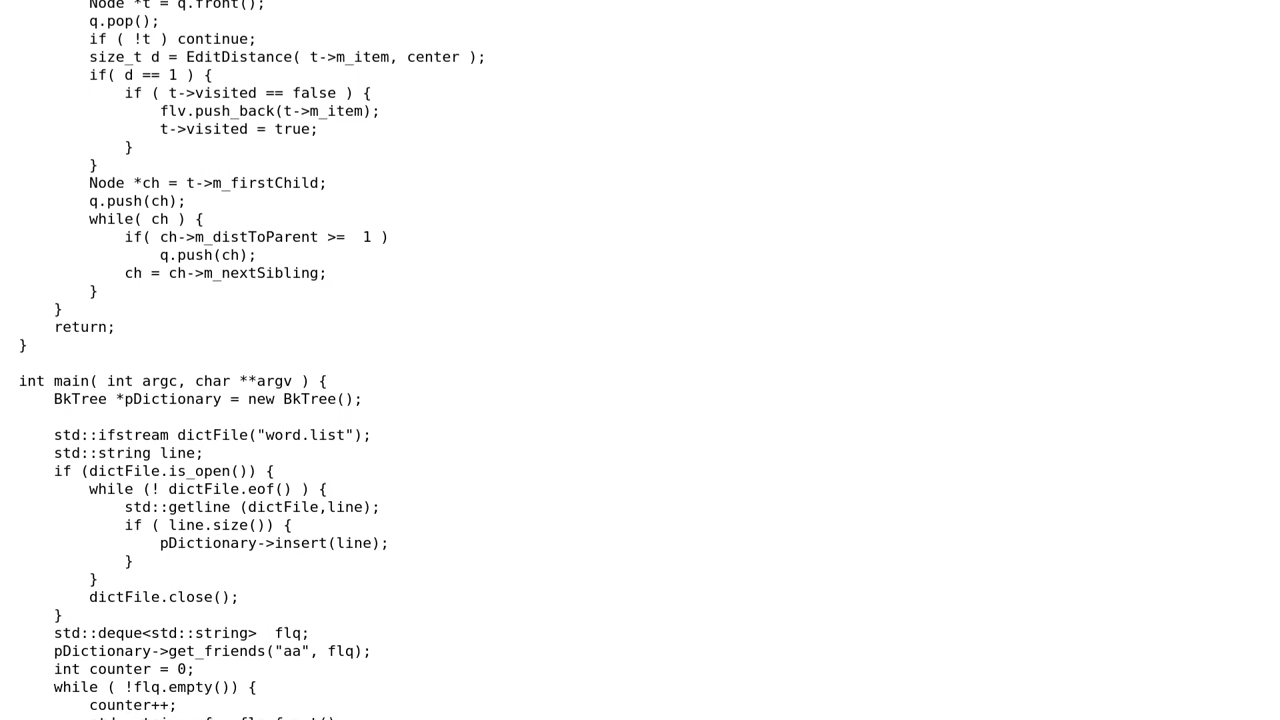 Node *t = q.front();
        q.pop();
        if ( !t ) continue;
        size_t d = EditDistance( t->m_item, center );
        if( d == 1 ) {
            if ( t->visited == false ) {
                flv.push_back(t->m_item);
                t->visited = true;
            }
        }
        Node *ch = t->m_firstChild;
        q.push(ch);
        while( ch ) {
            if( ch->m_distToParent >=  1 )
                q.push(ch);
            ch = ch->m_nextSibling;
        }
    }
    return;
}

int main( int argc, char **argv ) {
    BkTree *pDictionary = new BkTree();

    std::ifstream dictFile("word.list");
    std::string line;
    if (dictFile.is_open()) {
        while (! dictFile.eof() ) {
            std::getline (dictFile,line);
            if ( line.size()) {
                pDictionary->insert(line);
            }
        }
        dictFile.close();
    }
    std::deque<std::string>  flq;
    pDictionary->get_friends("aa", flq);
    int counter = 0;
    while ( !flq.empty()) {
        counter++;